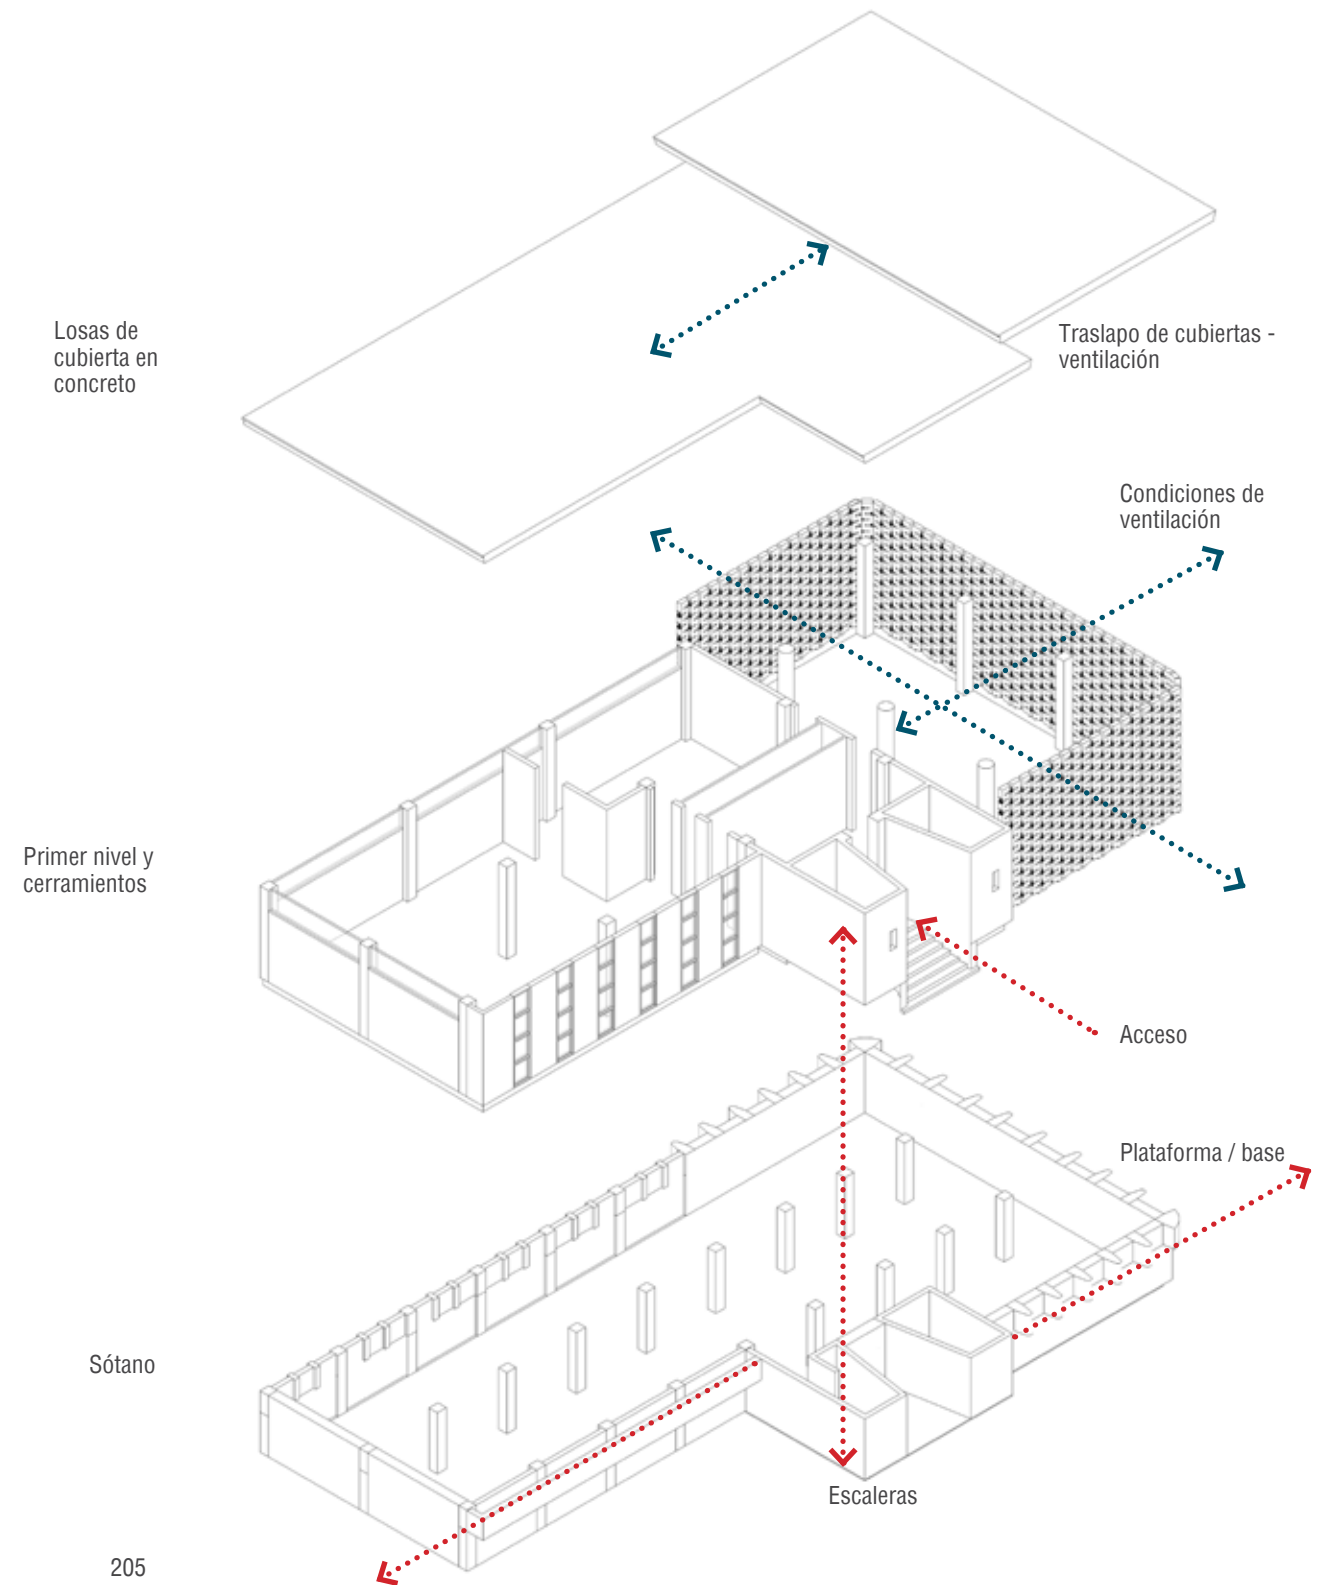 Losas de
cubierta en
concreto
Traslapo de cubiertas -
ventilación
Condiciones de
ventilación
Primer nivel y
cerramientos
Acceso
Plataforma / base
Sótano
Escaleras
205